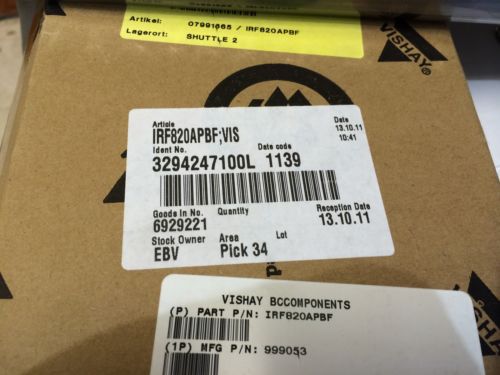 Artikel: 07991665 / IRF820APBF
Lagerort: SHUTTLE 2
VISHAY®
Article
Date
IRF820APBF;VIS
13.10.11
Ident No.
Date code
10:41
3294247100L 1139
Goods In No.
Quantity
Reception Date
6929221
13.10.11
Stock Owner
Area
Lot
EBV
Pick 34
VISHAY BCCOMPONENTS
(P) PART P/N: IRF820APBF
(1P) MFG P/N: 999053